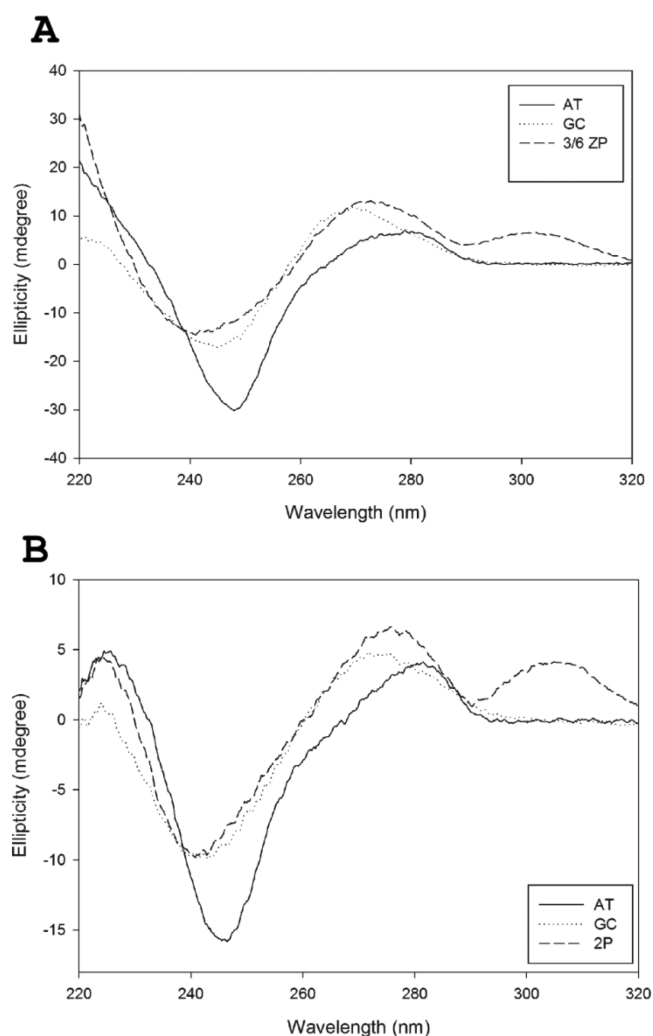 A
40
30
20
10
0
-10
-20
-30
-40
Ellipticity (mdegree)
220 240 260 280 300 320
Wavelength (nm)
AT
GC
3/6 ZP
B
10
5
0
-5
-10
-15
Ellipticity (mdegree)
220 240 260 280 300 320
Wavelength (nm)
AT
GC
2P